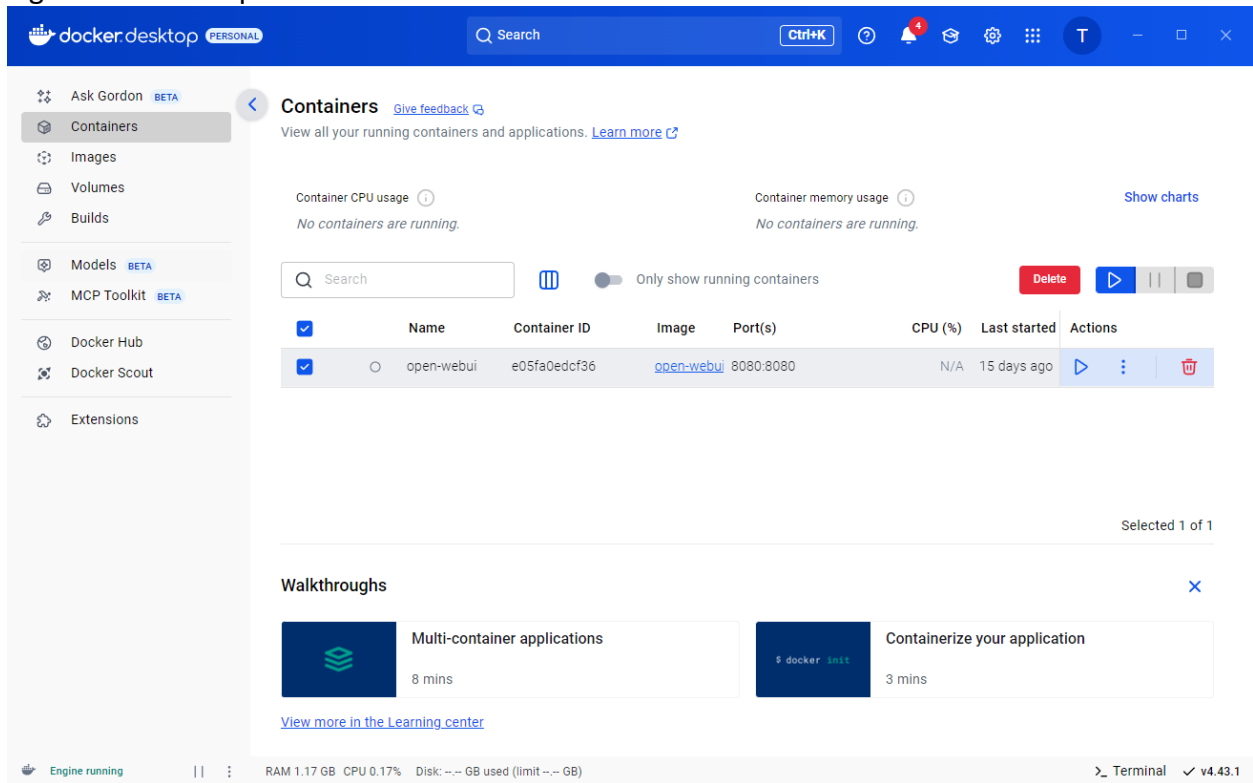 docker.desktop PERSONAL
Search
Ctrl+K
4
T
Ask Gordon BETA
Containers
Images
Volumes
Builds
Models BETA
MCP Toolkit BETA
Docker Hub
Docker Scout
Extensions
Containers Give feedback
View all your running containers and applications. Learn more
Container CPU usage
No containers are running.
Container memory usage
No containers are running.
Show charts
Search
Only show running containers
Delete
Name Container ID Image Port(s) CPU (%) Last started Actions
open-webui e05fa0edcf36 open-webui 8080:8080 N/A 15 days ago
Selected 1 of 1
Walkthroughs
Multi-container applications
8 mins
$ docker init
Containerize your application
3 mins
View more in the Learning center
Engine running RAM 1.17 GB CPU 0.17% Disk: --.-- GB used (limit --.-- GB) Terminal v4.43.1